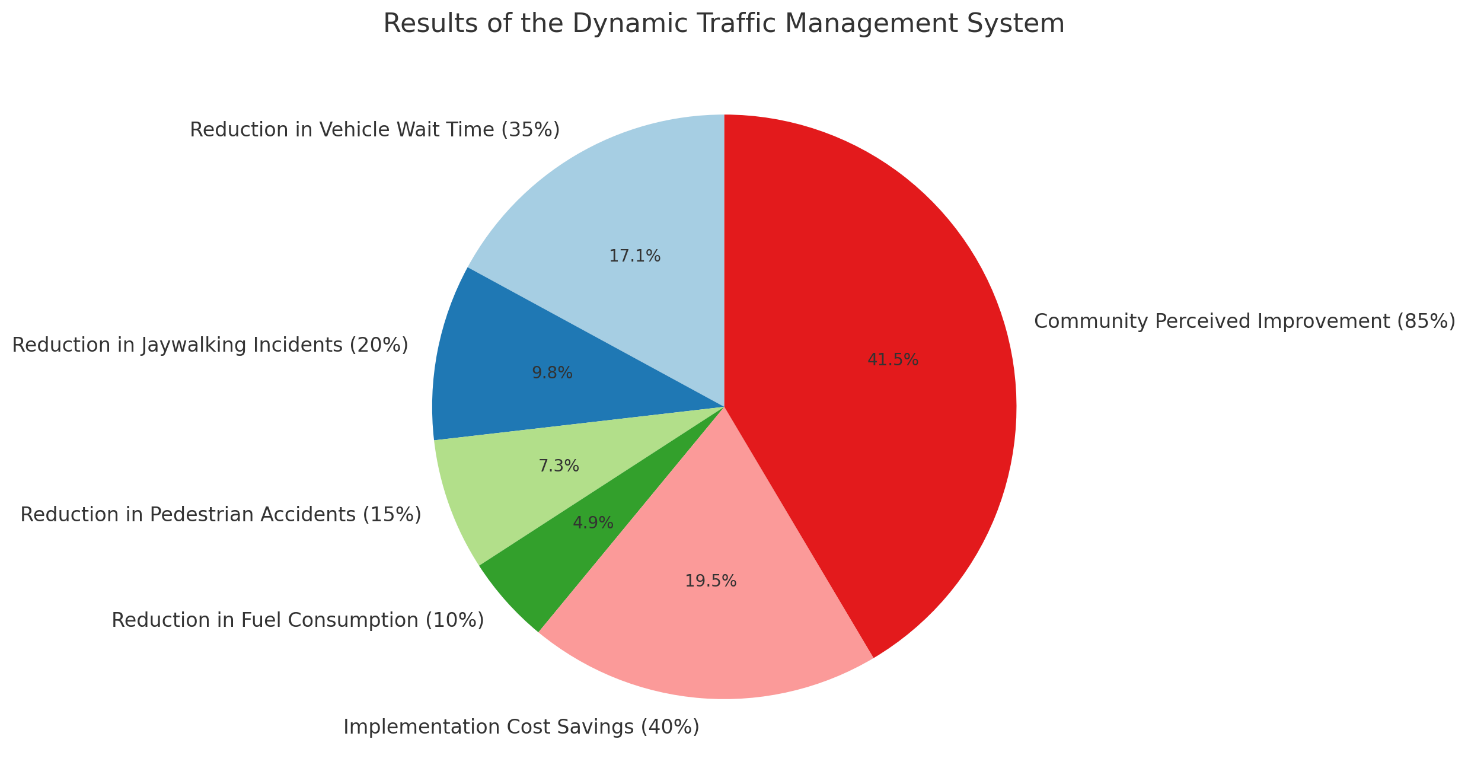 Results of the Dynamic Traffic Management System
Reduction in Vehicle Wait Time (35%)
17.1%
Community Perceived Improvement (85%)
41.5%
Reduction in Jaywalking Incidents (20%)
9.8%
7.3%
Reduction in Pedestrian Accidents (15%)
4.9%
19.5%
Reduction in Fuel Consumption (10%)
Implementation Cost Savings (40%)